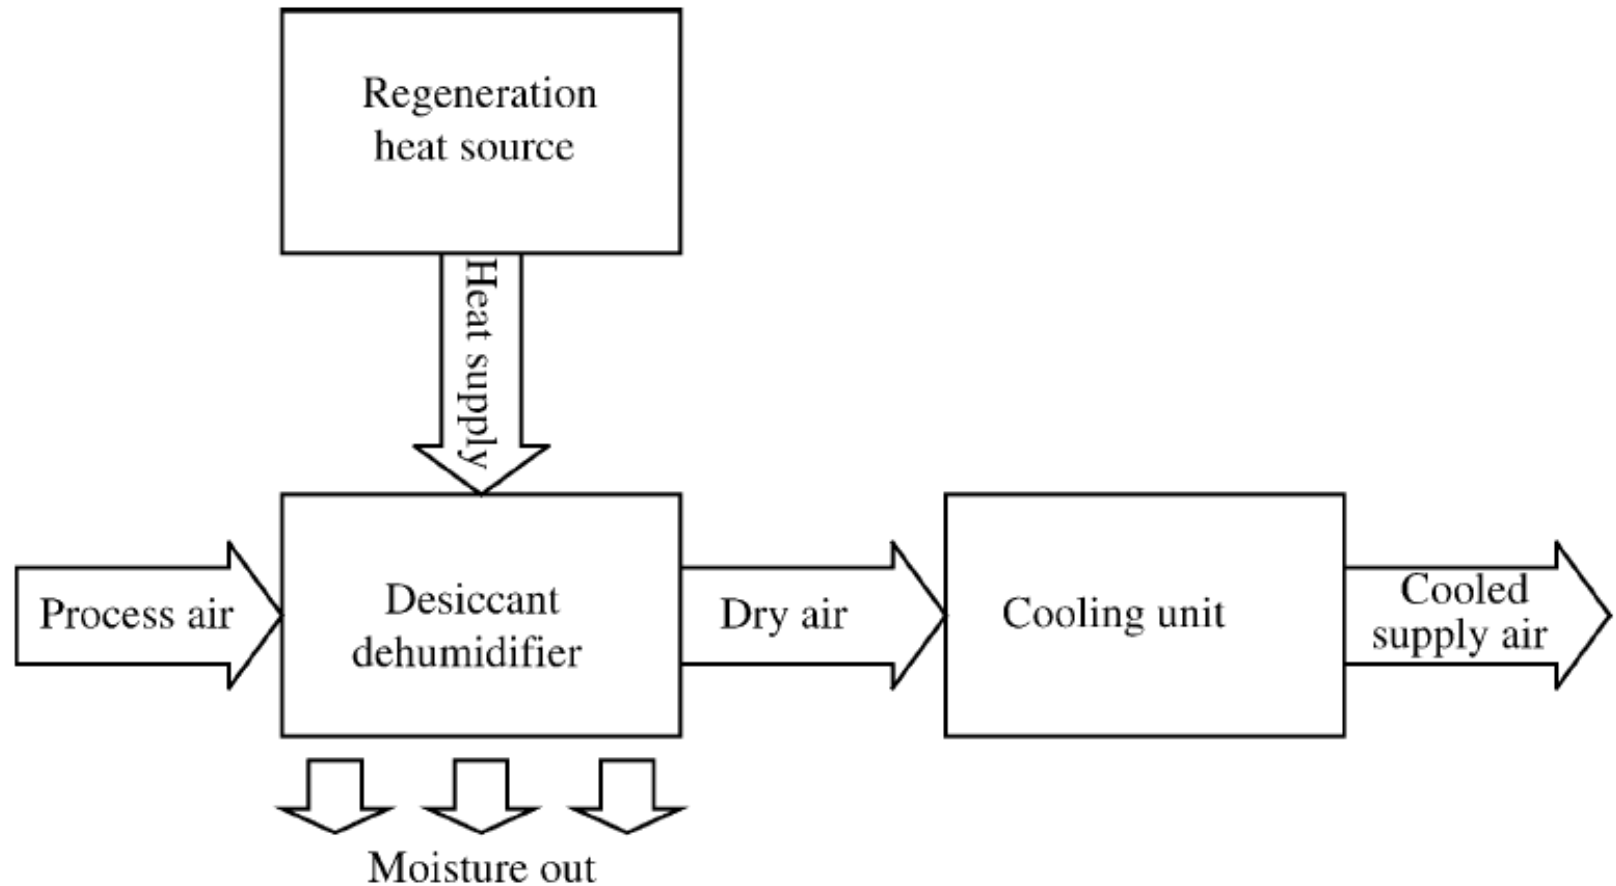 Regeneration
heat source
Heat supply
Process air
Desiccant
dehumidifier
Dry air
Cooling unit
Cooled
supply air
Moisture out